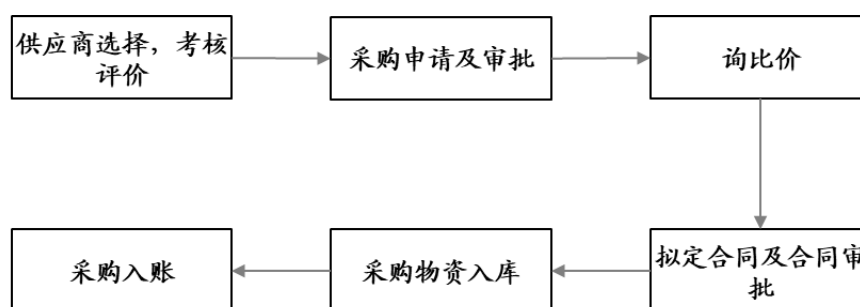 供应商选择，考核
评价
采购申请及审批
询比价
拟定合同及合同审
批
采购物资入库
采购入账